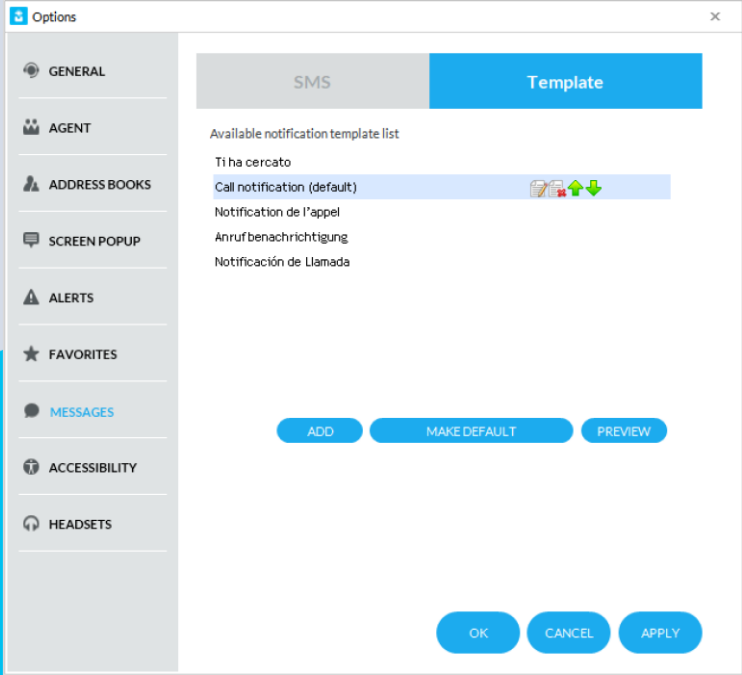 Options
GENERAL
AGENT
ADDRESS BOOKS
SCREEN POPUP
ALERTS
FAVORITES
MESSAGES
ACCESSIBILITY
HEADSETS
SMS
Template
Available notification template list
Ti ha cercato
Call notification (default)
Notification de l'appel
Anrufbenachrichtigung
Notificación de Llamada
ADD
MAKE DEFAULT
PREVIEW
OK
CANCEL
APPLY